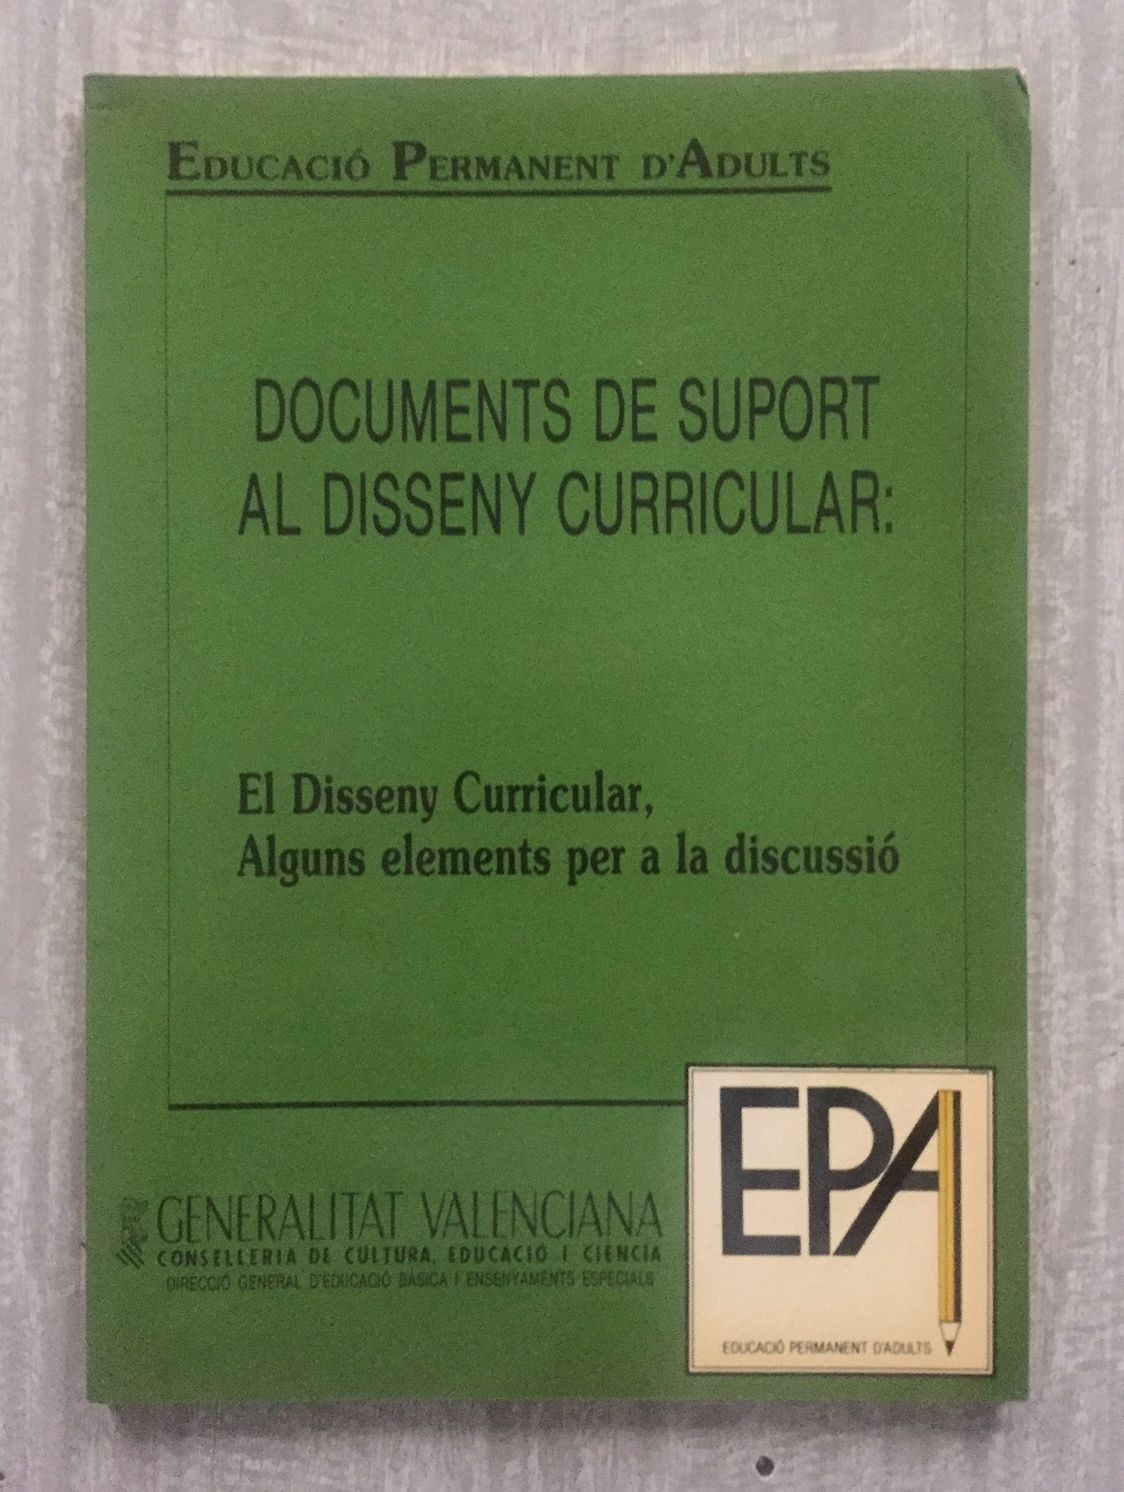 EDUCACIÓ PERMANENT D'ADULTS
DOCUMENTS DE SUPORT
AL DISSENY CURRICULAR:
El Disseny Curricular,
Alguns elements per a la discussió
GENERALITAT VALENCIANA
CONSELLERIA DE CULTURA, EDUCACIÓ I CIENCIA
DIRECCIÓ GENERAL D'EDUCACIÓ BÀSICA I ENSENYAMENTS ESPECIALS
EPA
EDUCACIÓ PERMANENT D'ADULTS